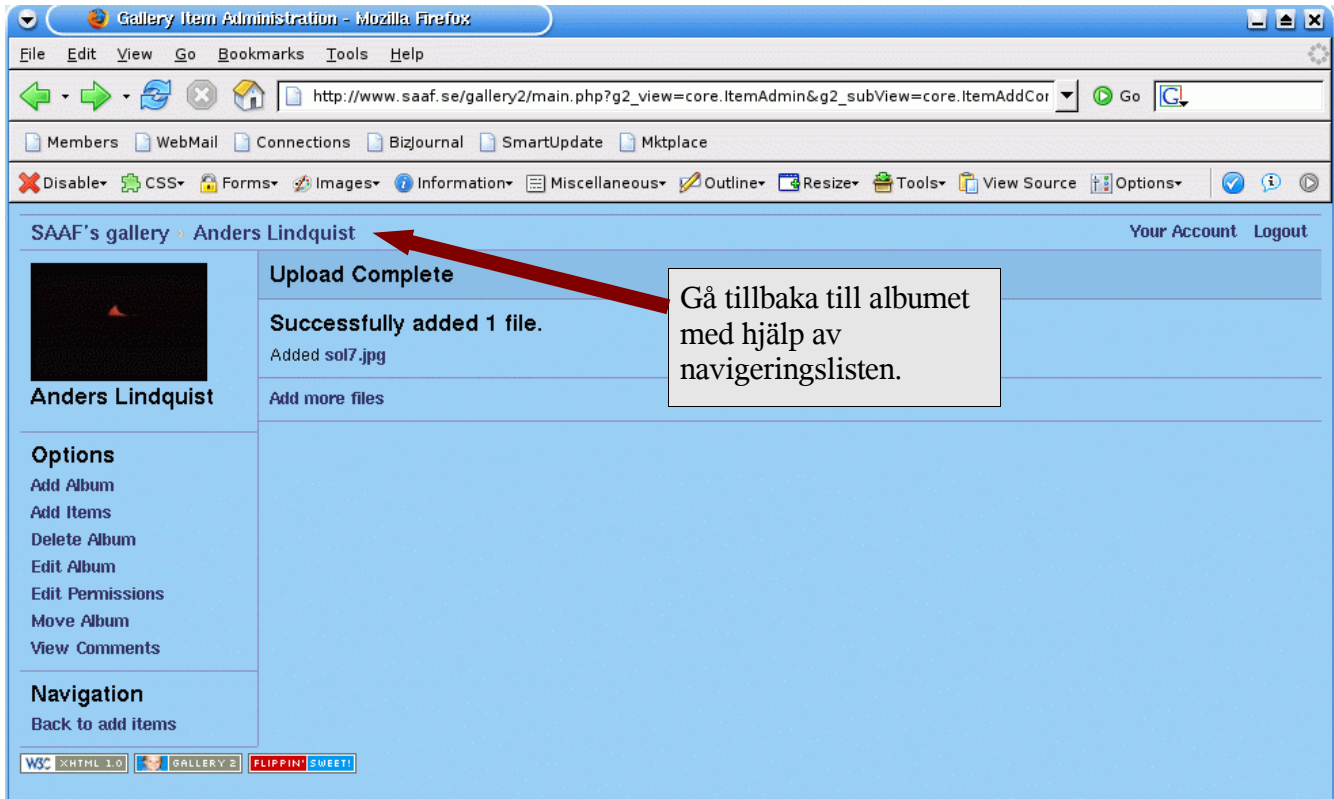 Gallery Item Administration - Mozilla Firefox
File Edit View Go Bookmarks Tools Help
http://www.saaf.se/gallery2/main.php?g2_view=core.ItemAdmin&g2_subView=core.ItemAddCor Go G
Members WebMail Connections BizJournal SmartUpdate Mktplace
Disable CSS Forms Images Information Miscellaneous Outline Resize Tools View Source Options
SAAF's gallery » Anders Lindquist Your Account Logout
Upload Complete
Successfully added 1 file.
Added sol7.jpg
Add more files
Gå tillbaka till albumet
med hjälp av
navigeringslisten.
Anders Lindquist
Options
Add Album
Add Items
Delete Album
Edit Album
Edit Permissions
Move Album
View Comments
Navigation
Back to add items
W3C XHTML 1.0 GALLERY 2 FLIPPIN' SWEET!